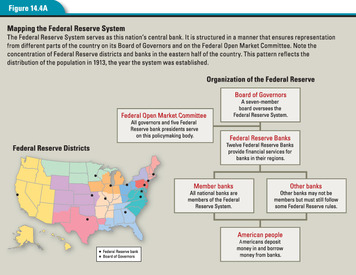 Figure 14.4A
Mapping the Federal Reserve System
The Federal Reserve System serves as this nation's central bank. It is structured in a manner that ensures representation
from different parts of the country on its Board of Governors and on the Federal Open Market Committee. Note the
concentration of Federal Reserve districts and banks in the eastern half of the country. This pattern reflects the
distribution of the population in 1913, the year the system was established.
Organization of the Federal Reserve
Board of Governors
A seven-member
board oversees the
Federal Reserve System.
Federal Open Market Committee
All governors and five Federal
Reserve bank presidents serve
on this policymaking body.
Federal Reserve Banks
Twelve Federal Reserve Banks
provide financial services for
banks in their regions.
Federal Reserve Districts
Member banks
All national banks are
members of the Federal
Reserve System.
Other banks
Other banks may not be
members but must still follow
some Federal Reserve rules.
American people
Americans deposit
money in and borrow
money from banks.
Federal Reserve bank
Board of Governors